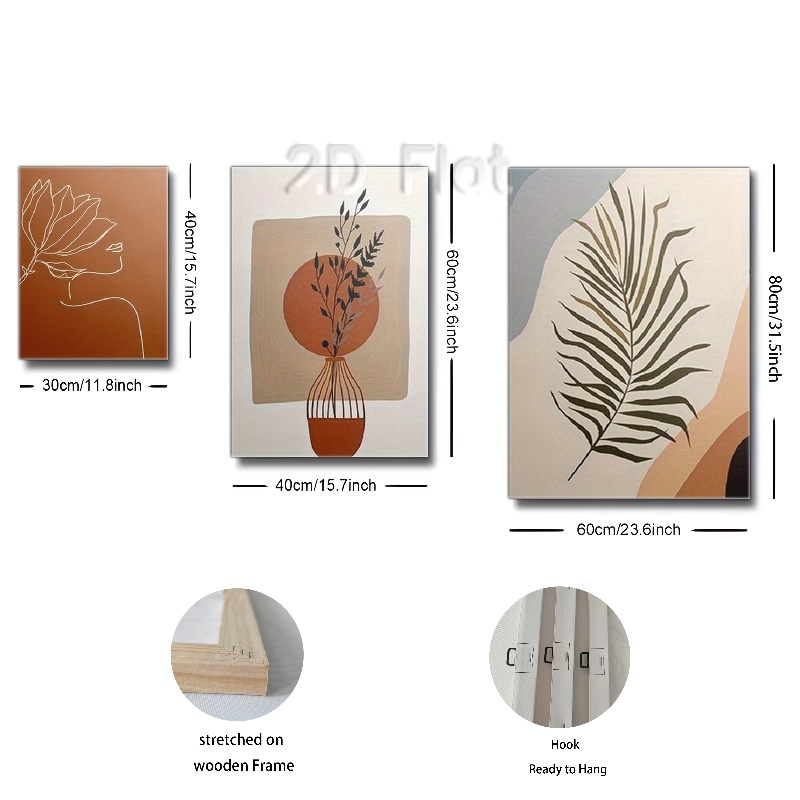 2D Flat
40cm/15.7inch
30cm/11.8inch
60cm/23.6inch
40cm/15.7inch
80cm/31.5inch
60cm/23.6inch
stretched on
wooden Frame
Hook
Ready to Hang